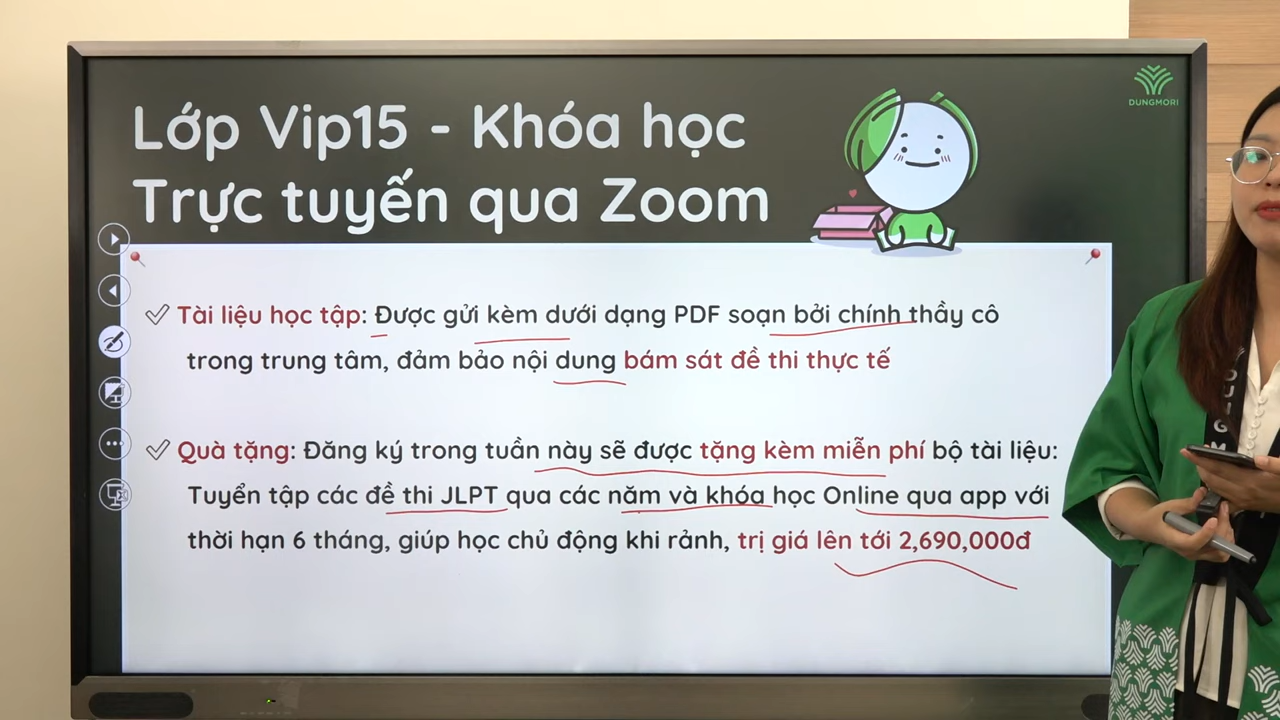 Lớp Vip15 - Khóa học
Trực tuyến qua Zoom
DUNGMORI
Tài liệu học tập: Được gửi kèm dưới dạng PDF soạn bởi chính thầy cô
trong trung tâm, đảm bảo nội dung bám sát đề thi thực tế
Quà tặng: Đăng ký trong tuần này sẽ được tặng kèm miễn phí bộ tài liệu:
Tuyển tập các đề thi JLPT qua các năm và khóa học Online qua app với
thời hạn 6 tháng, giúp học chủ động khi rảnh, trị giá lên tới 2,690,000đ